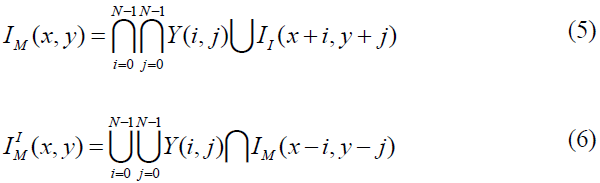 I_M(x, y) = ⋂_{i=0}^{N-1} ⋂_{j=0}^{N-1} Y(i, j) ⋃ I_I(x+i, y+j) (5)
I_M^I(x, y) = ⋃_{i=0}^{N-1} ⋃_{j=0}^{N-1} Y(i, j) ⋂ I_M(x−i, y−j) (6)